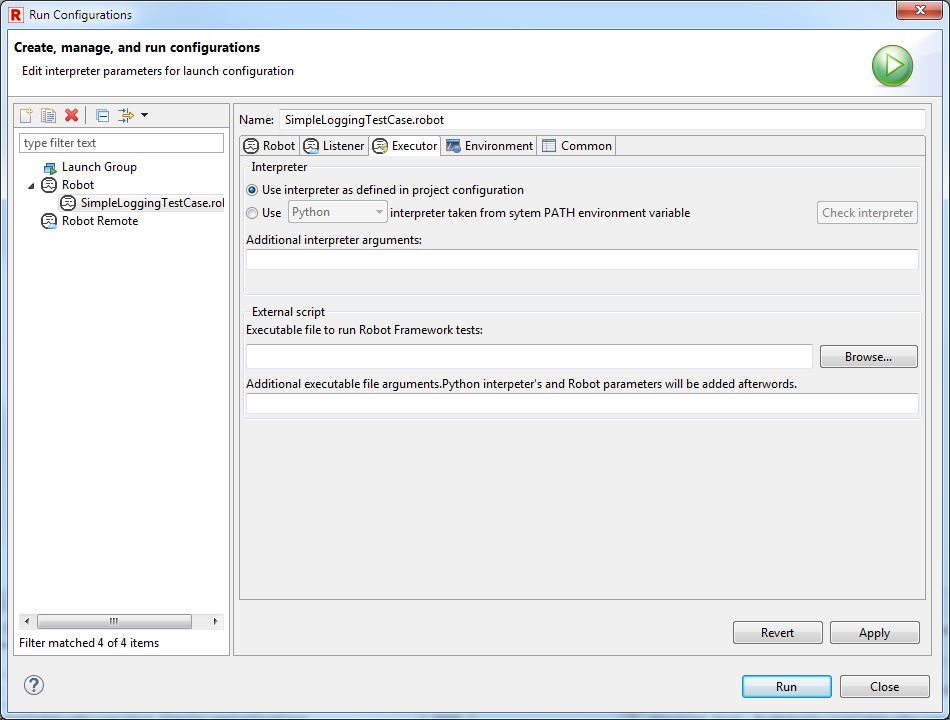 R Run Configurations
Create, manage, and run configurations
Edit interpreter parameters for launch configuration
type filter text
Launch Group
Robot
SimpleLoggingTestCase.rol
Robot Remote
Filter matched 4 of 4 items
Name: SimpleLoggingTestCase.robot
Robot Listener Executor Environment Common
Interpreter
Use interpreter as defined in project configuration
Use Python interpreter taken from sytem PATH environment variable Check interpreter
Additional interpreter arguments:
External script
Executable file to run Robot Framework tests:
Browse...
Additional executable file arguments.Python interpeter's and Robot parameters will be added afterwords.
Revert Apply
? Run Close